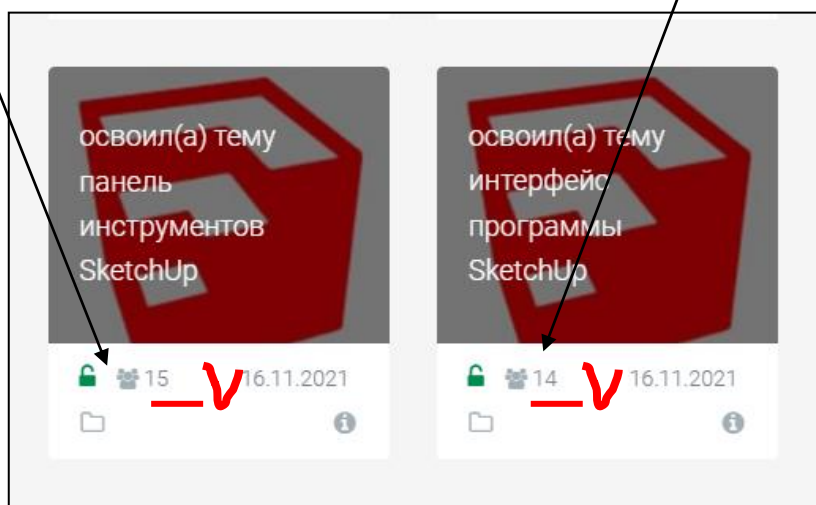 освоил(а) тему
панель
инструментов
SketchUp
15 16.11.2021
освоил(а) тему
интерфейс
программы
SketchUp
14 16.11.2021